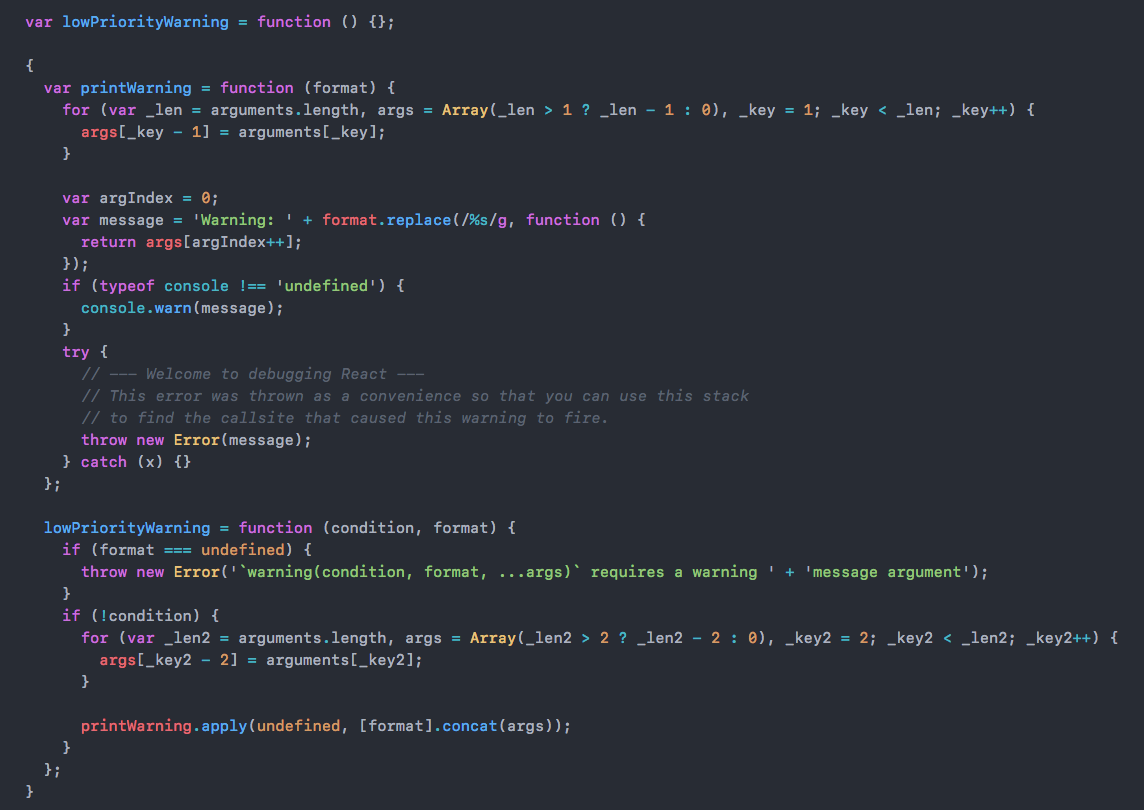 var lowPriorityWarning = function () {};
{
  var printWarning = function (format) {
    for (var _len = arguments.length, args = Array(_len > 1 ? _len - 1 : 0), _key = 1; _key < _len; _key++) {
      args[_key - 1] = arguments[_key];
    }
    var argIndex = 0;
    var message = 'Warning: ' + format.replace(/%s/g, function () {
      return args[argIndex++];
    });
    if (typeof console !== 'undefined') {
      console.warn(message);
    }
    try {
      // --- Welcome to debugging React ---
      // This error was thrown as a convenience so that you can use this stack
      // to find the callsite that caused this warning to fire.
      throw new Error(message);
    } catch (x) {}
  };
  lowPriorityWarning = function (condition, format) {
    if (format === undefined) {
      throw new Error('`warning(condition, format, ...args)` requires a warning ' + 'message argument');
    }
    if (!condition) {
      for (var _len2 = arguments.length, args = Array(_len2 > 2 ? _len2 - 2 : 0), _key2 = 2; _key2 < _len2; _key2++) {
        args[_key2 - 2] = arguments[_key2];
      }
      printWarning.apply(undefined, [format].concat(args));
    }
  };
}